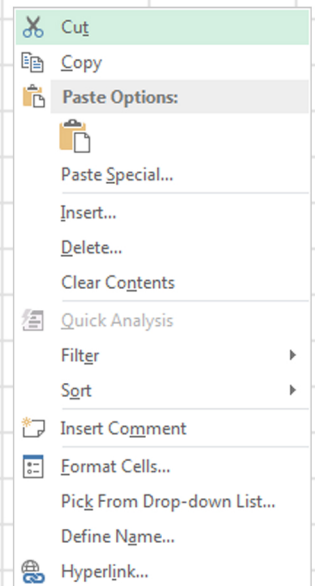 Cut
Copy
Paste Options:
Paste Special...
Insert...
Delete...
Clear Contents
Quick Analysis
Filter
Sort
Insert Comment
Format Cells...
Pick From Drop-down List...
Define Name...
Hyperlink...